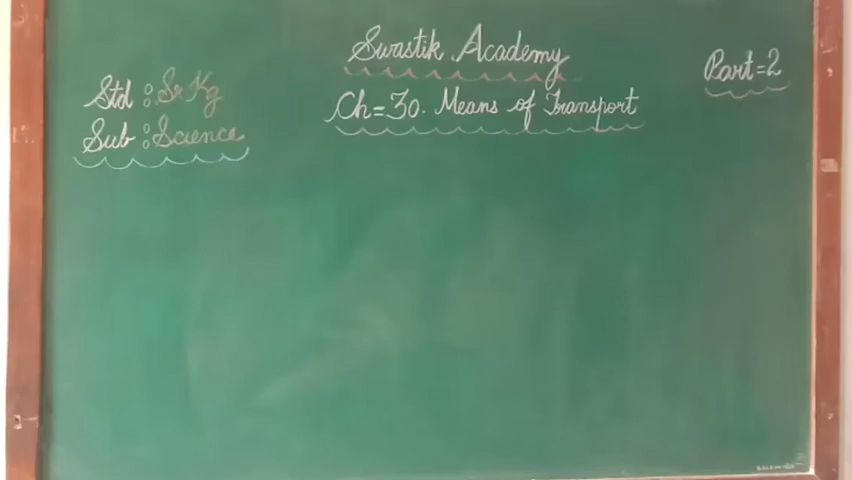 Swastik Academy
Std : Sr Kg
Part=2
Ch=30. Means of Transport
Sub : Science